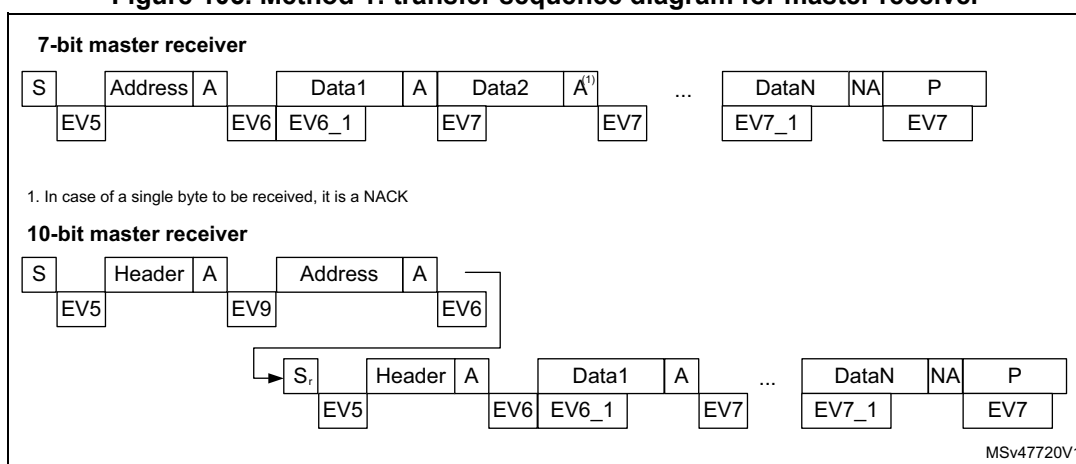 Figure 103. Method 1: transfer sequence diagram for master receiver
7-bit master receiver
S Address A Data1 A Data2 A(1) ... DataN NA P
EV5 EV6 EV6_1 EV7 EV7 EV7_1 EV7
1. In case of a single byte to be received, it is a NACK
10-bit master receiver
S Header A Address A
EV5 EV9 EV6
Sr Header A Data1 A ... DataN NA P
EV5 EV6 EV6_1 EV7 EV7_1 EV7
MSv47720V1